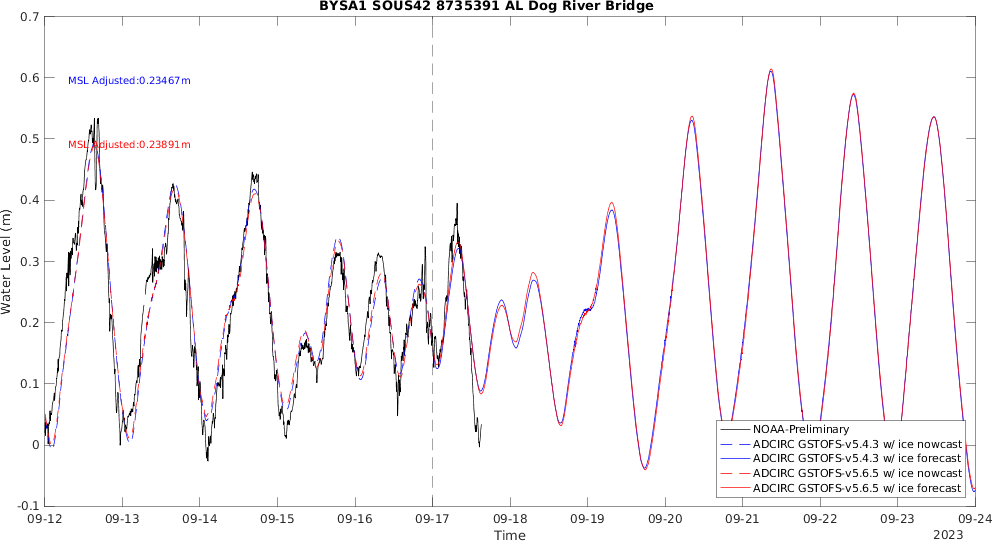 BYSA1 SOUS42 8735391 AL Dog River Bridge
0.7
0.6
0.5
0.4
0.3
0.2
0.1
0
-0.1
Water Level (m)
MSL Adjusted:0.23467m
MSL Adjusted:0.23891m
NOAA-Preliminary
ADCIRC GSTOFS-v5.4.3 w/ ice nowcast
ADCIRC GSTOFS-v5.4.3 w/ ice forecast
ADCIRC GSTOFS-v5.6.5 w/ ice nowcast
ADCIRC GSTOFS-v5.6.5 w/ ice forecast
09-12 09-13 09-14 09-15 09-16 09-17 09-18 09-19 09-20 09-21 09-22 09-23 09-24
Time
2023